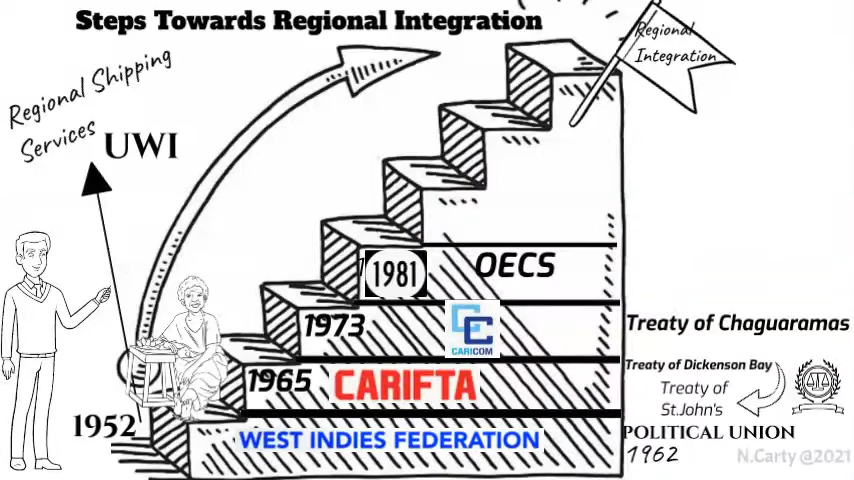 Steps Towards Regional Integration
Regional
Integration
Regional Shipping
Services
UWI
1981
OECS
1973
CARICOM
Treaty of Chaguaramas
1965
CARIFTA
Treaty of Dickenson Bay
Treaty of
St.John's
1952
WEST INDIES FEDERATION
POLITICAL UNION
1962
N.Carty @2021